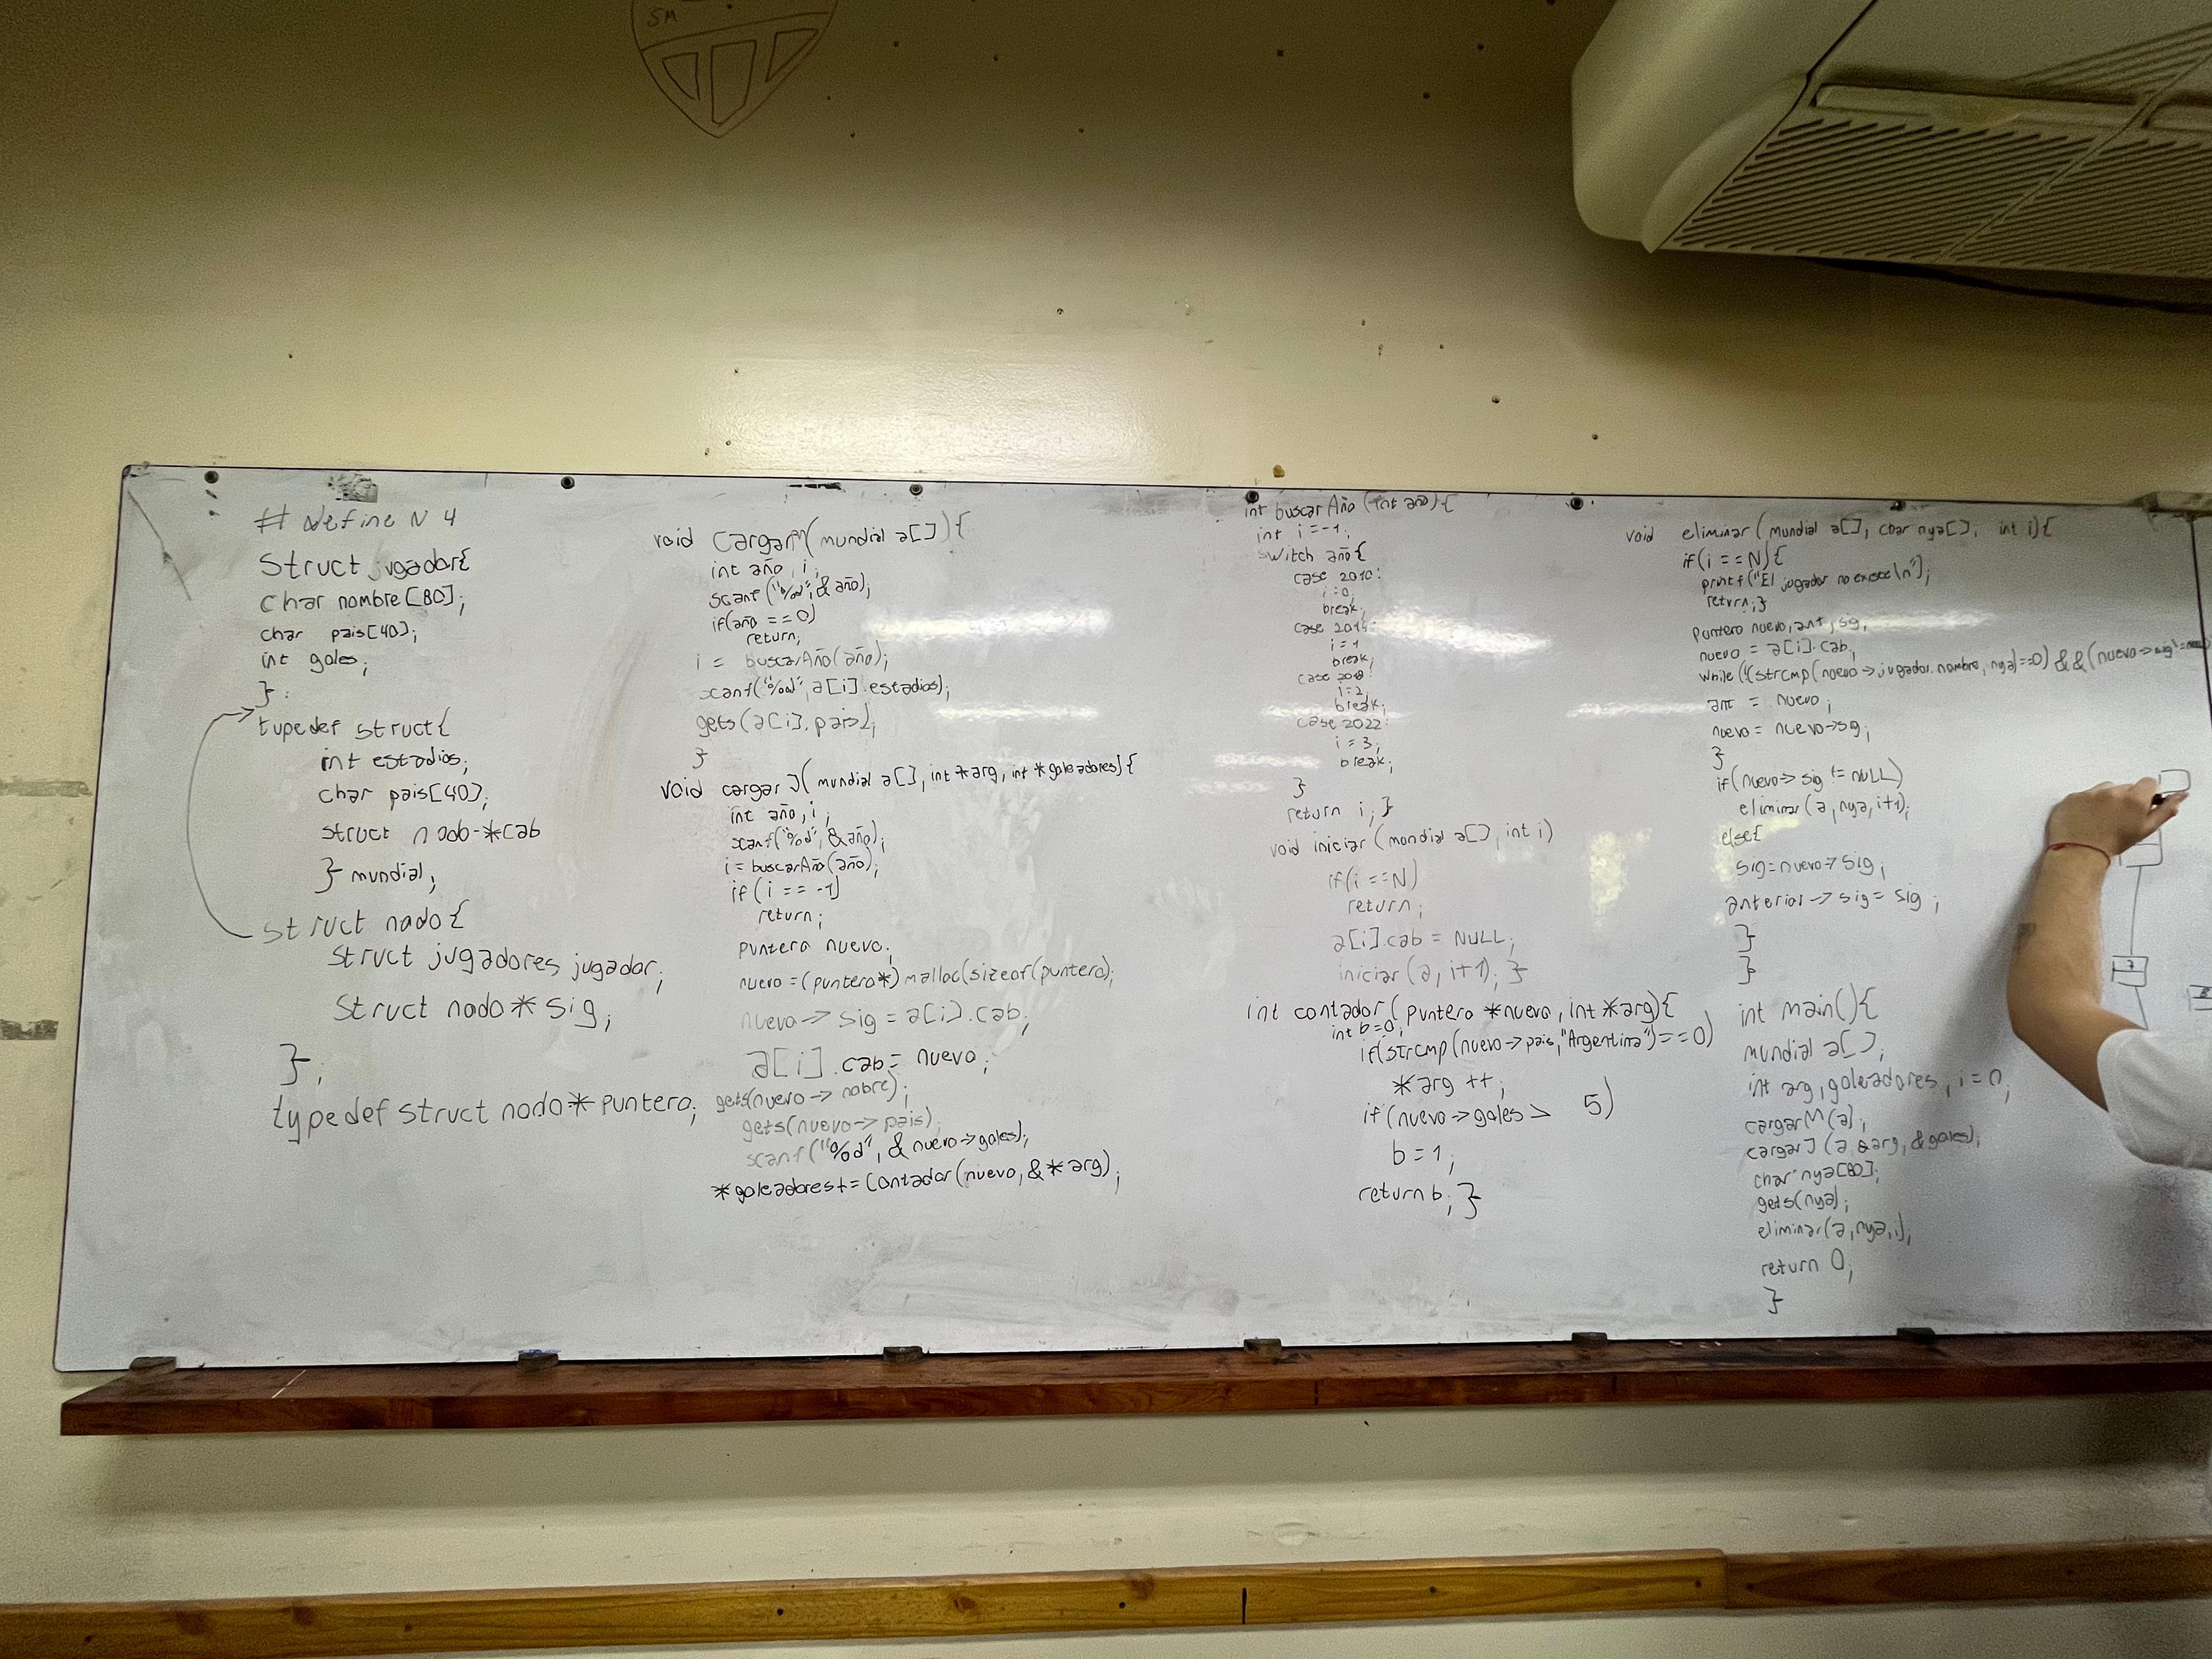 SM
# define N 4
struct jugador{
char nombre[80];
char pais[40];
int goles;
};
typedef struct{
int estadios;
char pais[40];
struct nodo *cab
} mundial;
struct nodo{
struct jugadores jugador;
struct nodo * sig;
};
typedef struct nodo * puntero;
void CargarM(mundial a[]){
int año, i;
scanf("%d", &año);
if(año == 0)
return;
i = buscarAño(año);
scanf("%d", a[i].estadios);
gets(a[i].pais);
}
void cargarJ(mundial a[], int *arg, int *goleadores){
int año, i;
scanf("%d", &año);
i = buscarAño(año);
if(i == -1)
return;
puntero nuevo;
nuevo = (puntero*) malloc(sizeof(puntero);
nuevo -> sig = a[i].cab;
a[i].cab = nuevo;
gets(nuevo -> nobre);
gets(nuevo -> pais);
scanf("%d", & nuevo->goles);
*goleadores+= Contador(nuevo, &*arg);
int buscarAño (int año){
int i = -1;
switch año{
case 2010:
i = 0;
break;
case 2014:
i = 1
break;
case 2018
i = 2;
break;
case 2022:
i = 3;
break;
}
return i; }
void iniciar (mundial a[], int i)
if(i ==N)
return;
a[i].cab = NULL;
iniciar (a, i+1); }
int contador (puntero *nuevo, int *arg){
int b=0;
if(strcmp(nuevo->pais,"Argentina")==0)
*arg ++;
if(nuevo->goles > 5)
b = 1;
return b; }
void eliminar (mundial a[], char nya[], int i){
if(i == N){
printf("El jugador no existe\n");
return;}
puntero nuevo, ant, sig;
nuevo = a[i].cab;
while(!(strcmp(nuevo->jugador.nombre, nya)==0) && (nuevo->sig!=
ant = nuevo;
nuevo = nuevo->sig;
}
if(nuevo-> sig != NULL)
eliminar (a, nya, i+1);
else{
sig=nuevo->sig;
anterior -> sig= sig;
}
}
int main(){
mundial a[];
int arg, goleadores, i = 0;
cargarM(a);
cargarJ (a, &arg, &goles);
char nya[80];
gets(nya);
eliminar(a, nya, i);
return 0;
}